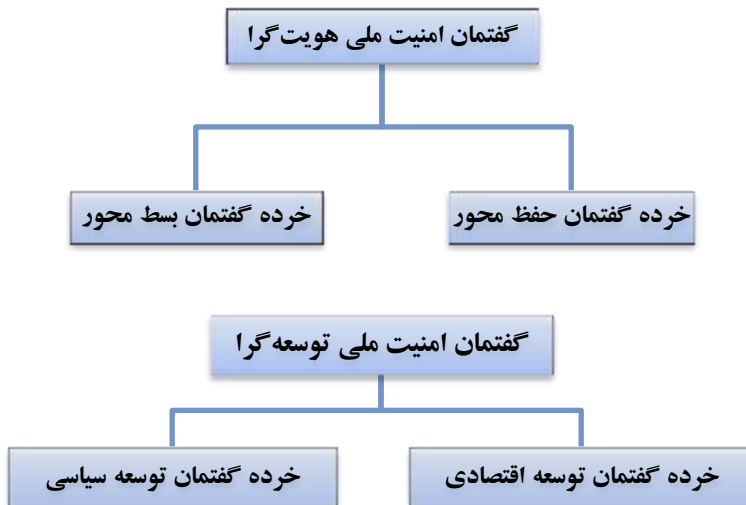 گفتمان امنیت ملی هویت‌گرا
خرده گفتمان حفظ محور
خرده گفتمان بسط محور
گفتمان امنیت ملی توسعه‌گرا
خرده گفتمان توسعه اقتصادی
خرده گفتمان توسعه سیاسی